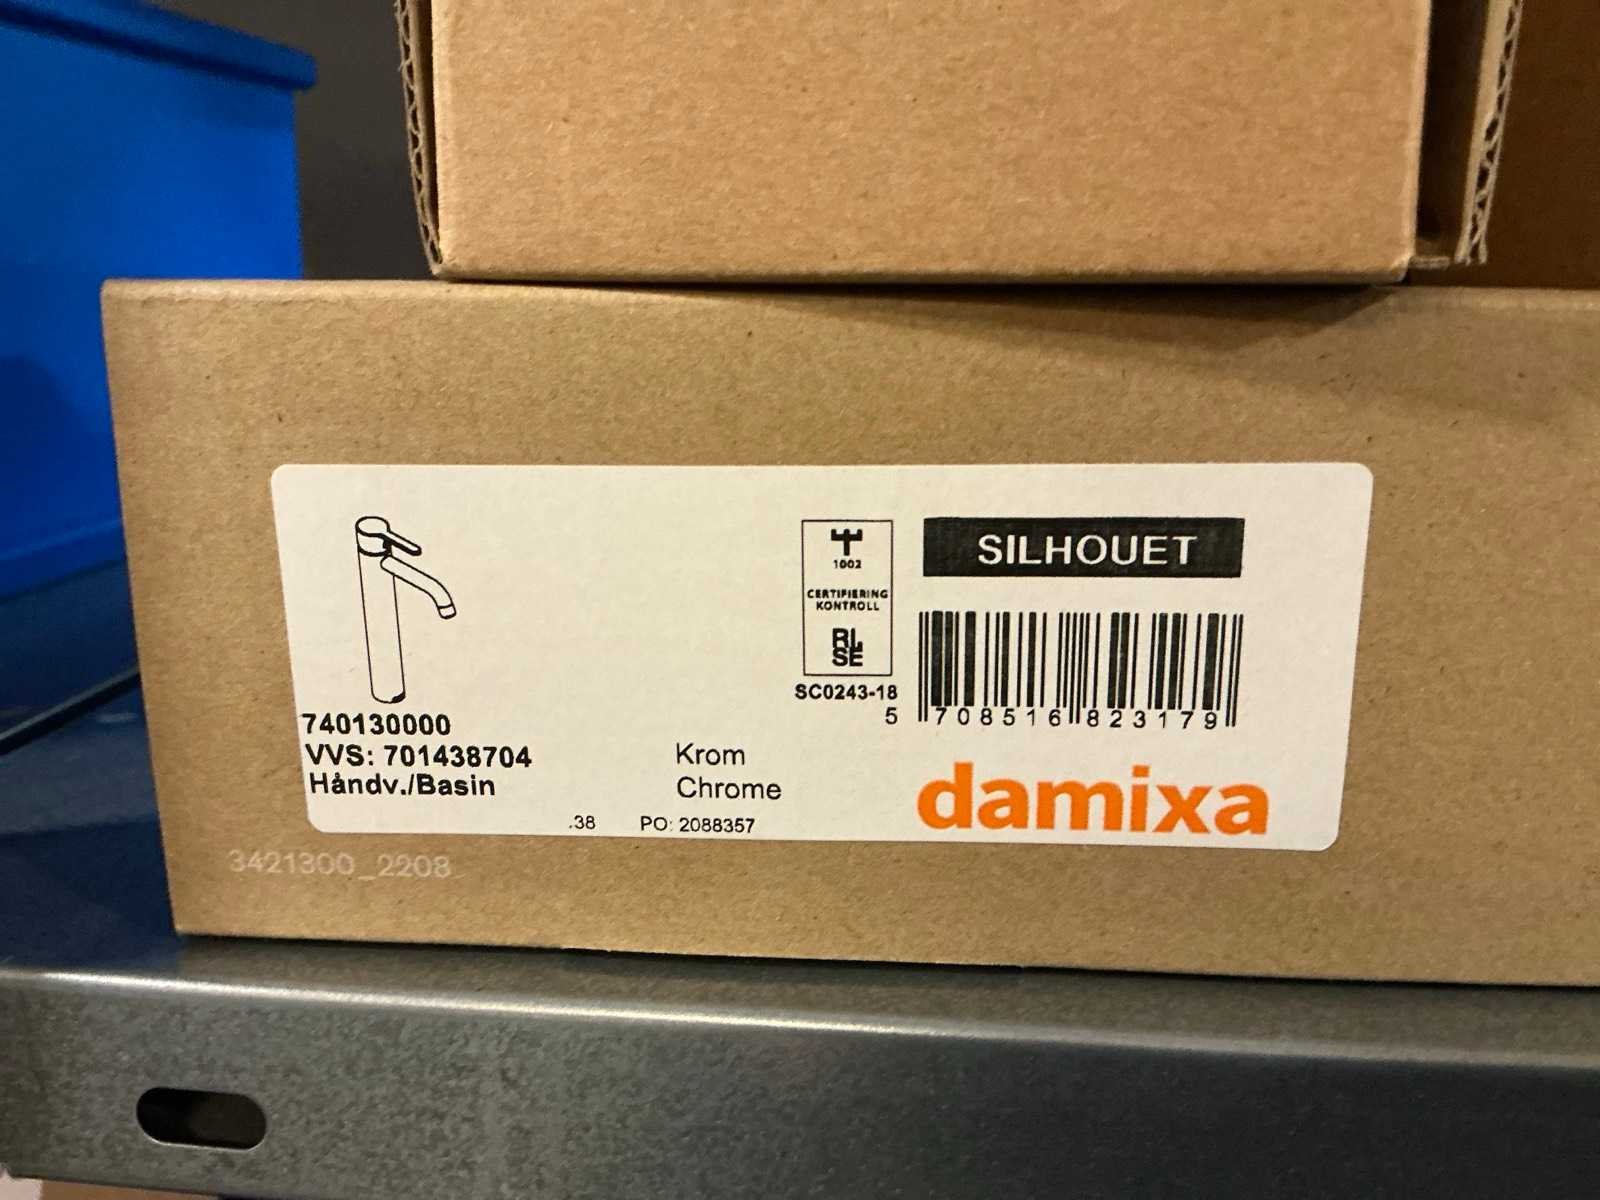 740130000
VVS: 701438704
Håndv./Basin
Krom
Chrome
.38
PO: 2088357
1002
CERTIFIERING
KONTROLL
RI.
SE
SC0243-18
SILHOUET
5 708516 823179
damixa
3421300_2208